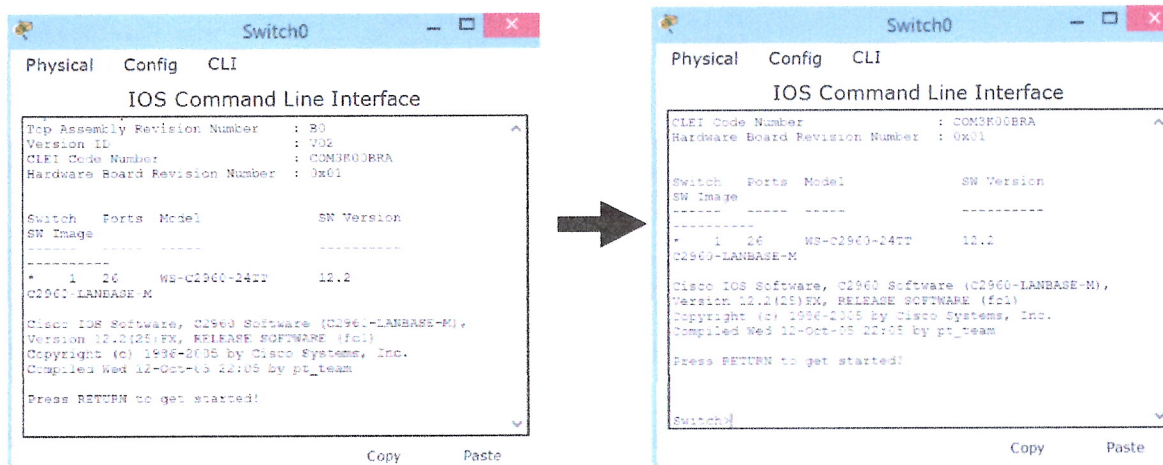 Switch0
Physical Config CLI
IOS Command Line Interface
Top Assembly Revision Number : B0
Version ID : V02
CLEI Code Number : COM3K00BRA
Hardware Board Revision Number : 0x01
Switch Ports Model SW Version
SW Image
------ ----- ----- ----------
----------
* 1 26 WS-C2960-24TT 12.2
C2960-LANBASE-M
Cisco IOS Software, C2960 Software (C2960-LANBASE-M),
Version 12.2(25)FX, RELEASE SOFTWARE (fc1)
Copyright (c) 1986-2005 by Cisco Systems, Inc.
Compiled Wed 12-Oct-05 22:05 by pt_team
Press RETURN to get started!
Copy Paste
Switch0
Physical Config CLI
IOS Command Line Interface
CLEI Code Number : COM3K00BRA
Hardware Board Revision Number : 0x01
Switch Ports Model SW Version
SW Image
------ ----- ----- ----------
----------
* 1 26 WS-C2960-24TT 12.2
C2960-LANBASE-M
Cisco IOS Software, C2960 Software (C2960-LANBASE-M),
Version 12.2(25)FX, RELEASE SOFTWARE (fc1)
Copyright (c) 1986-2005 by Cisco Systems, Inc.
Compiled Wed 12-Oct-05 22:05 by pt_team
Press RETURN to get started!
Switch>
Copy Paste